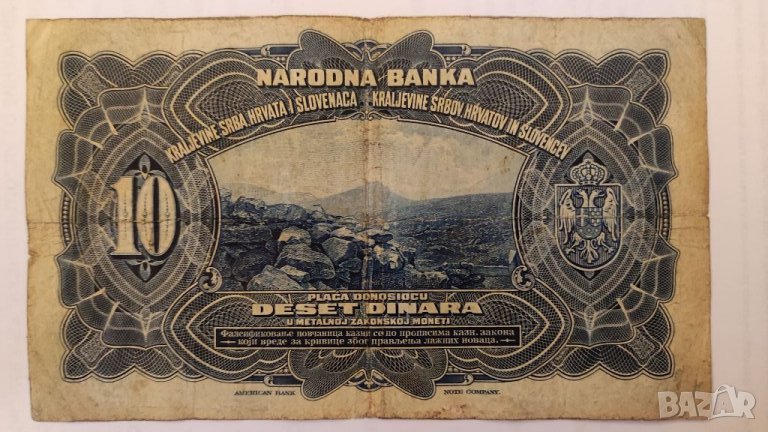 NARODNA BANKA
KRALJEVINE SRBA HRVATA I SLOVENACA KRALJEVINE SRBOV HRVATOV IN SLOVENCEV
10
PLAĆA DONOSIOCU
DESET DINARA
U METALNOJ ZAKONSKOJ MONETI
Фалсификовање новчаница казни се по прописима казн. закона
који вреде за кривице због прављења лажних новаца.
AMERICAN BANK NOTE COMPANY.
BAZAR